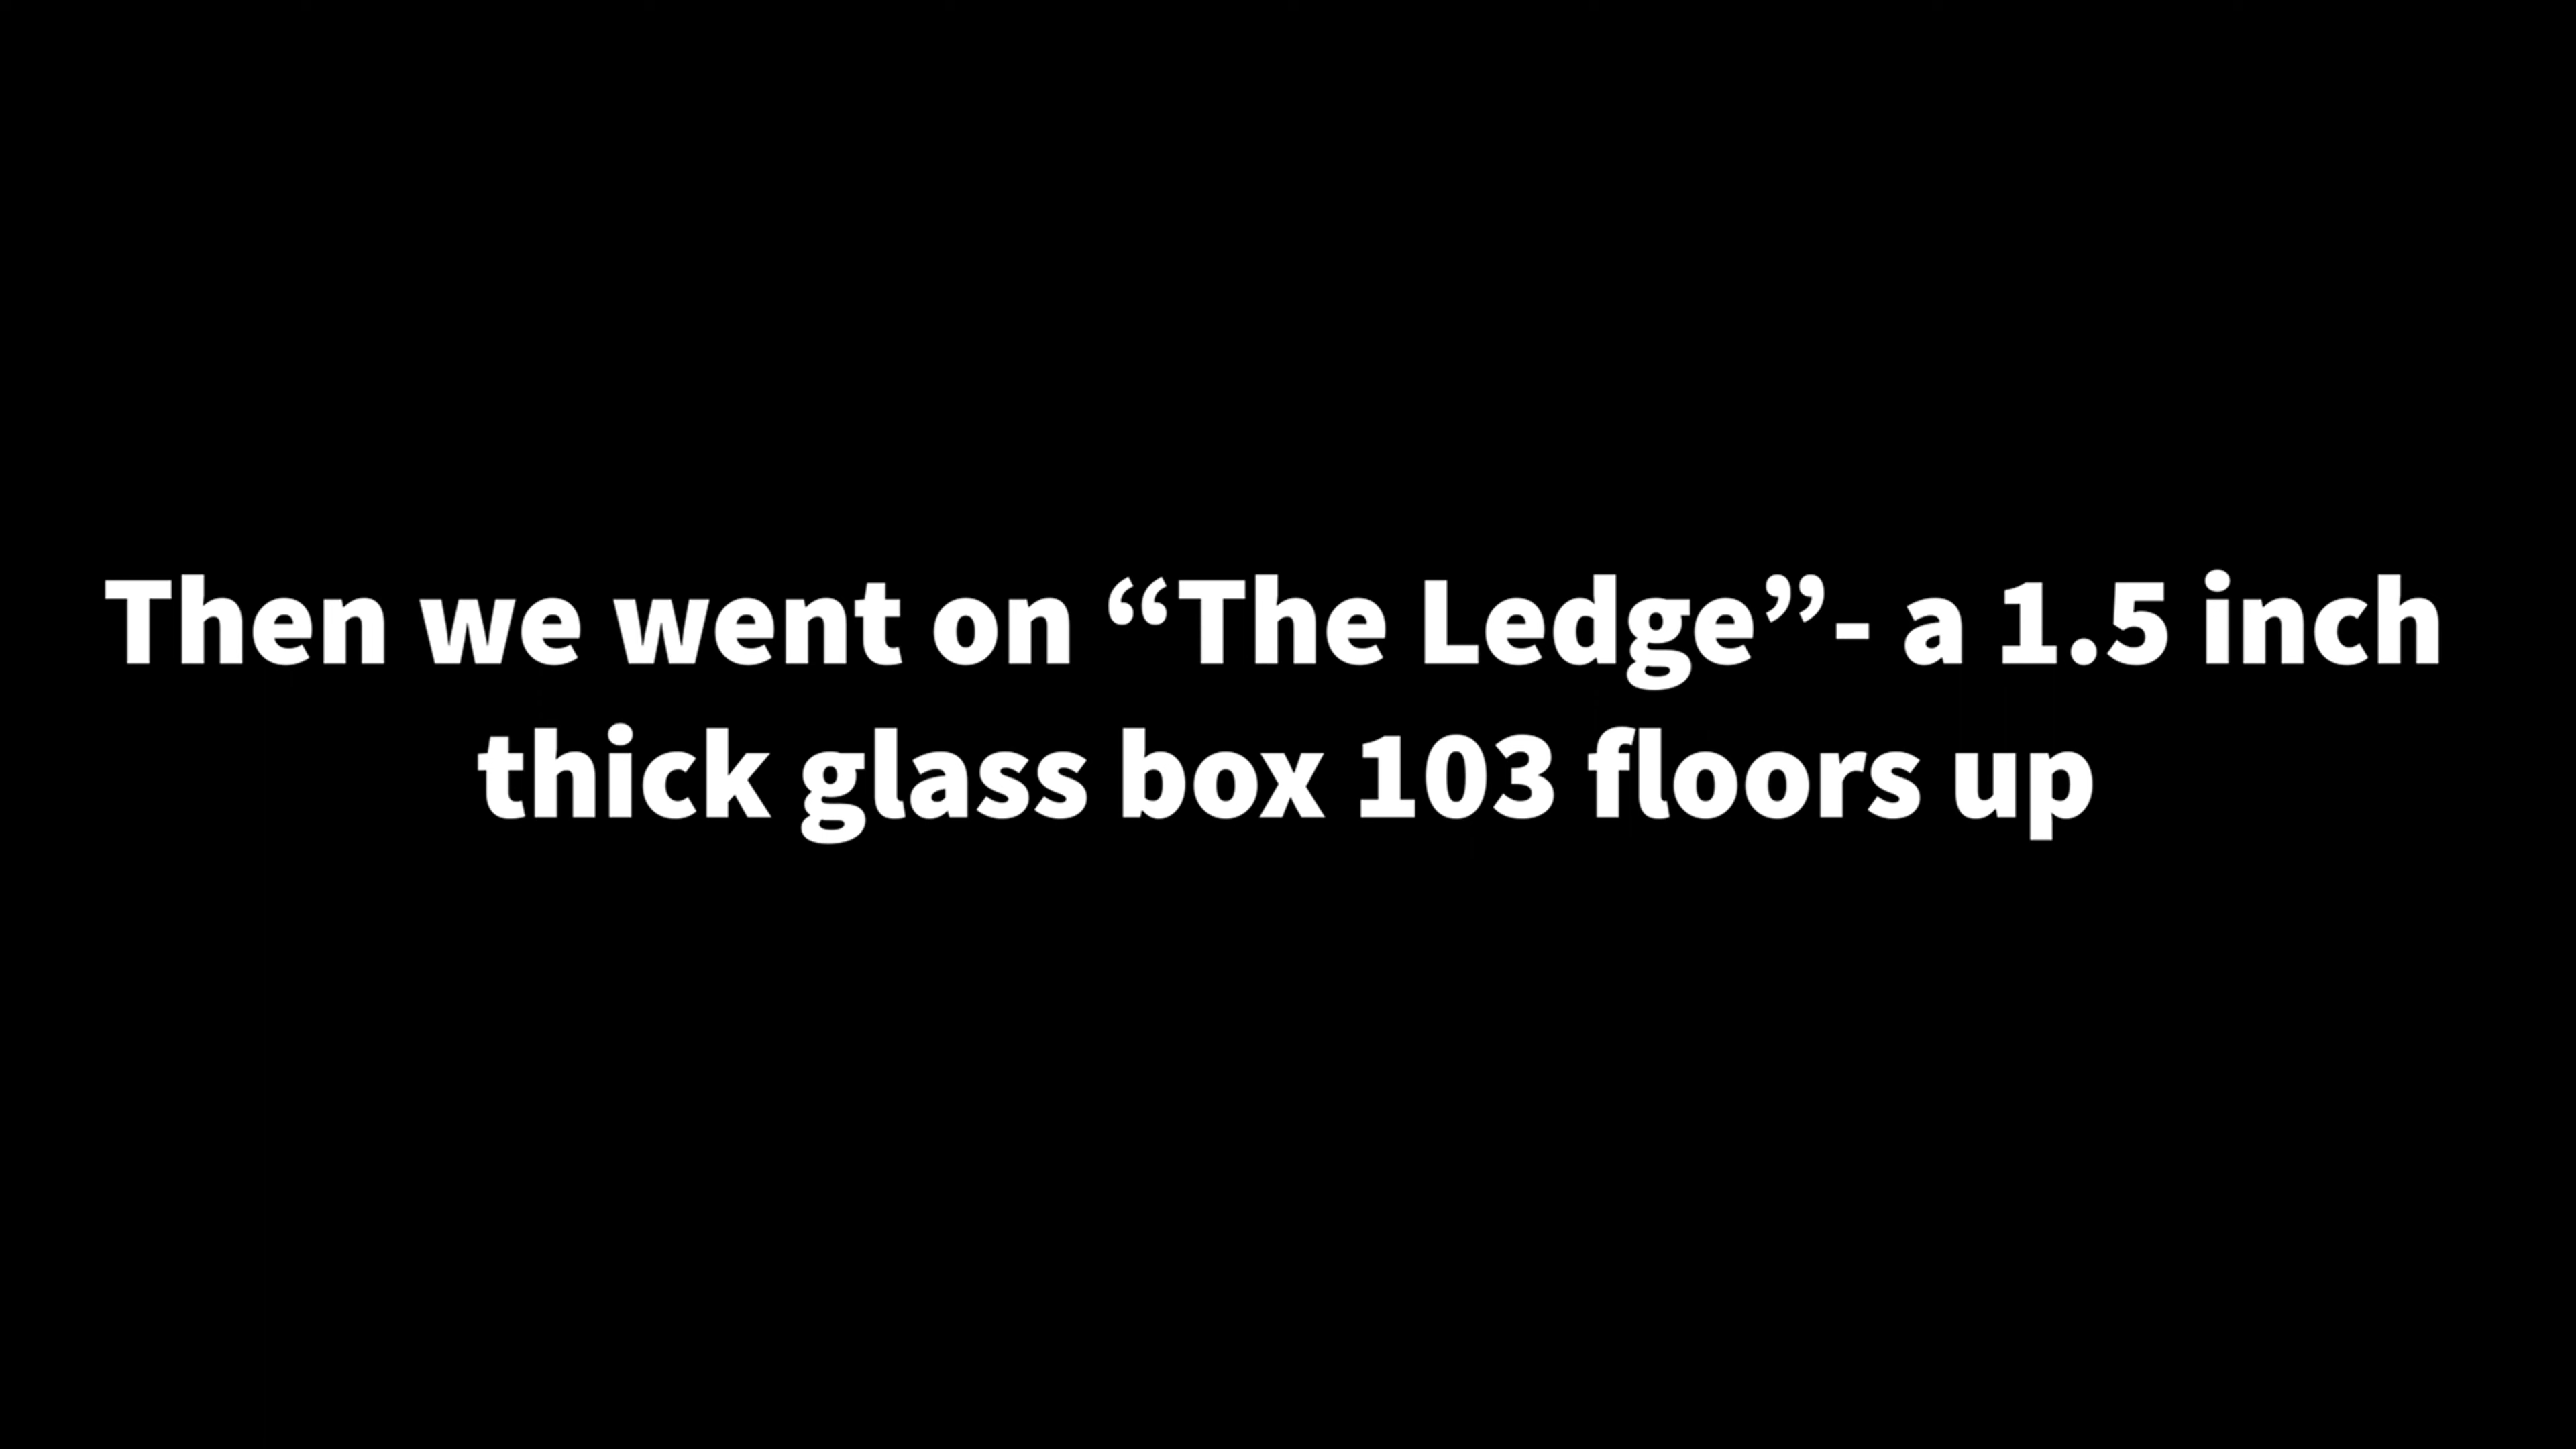 Then we went on “The Ledge”- a 1.5 inch
thick glass box 103 floors up